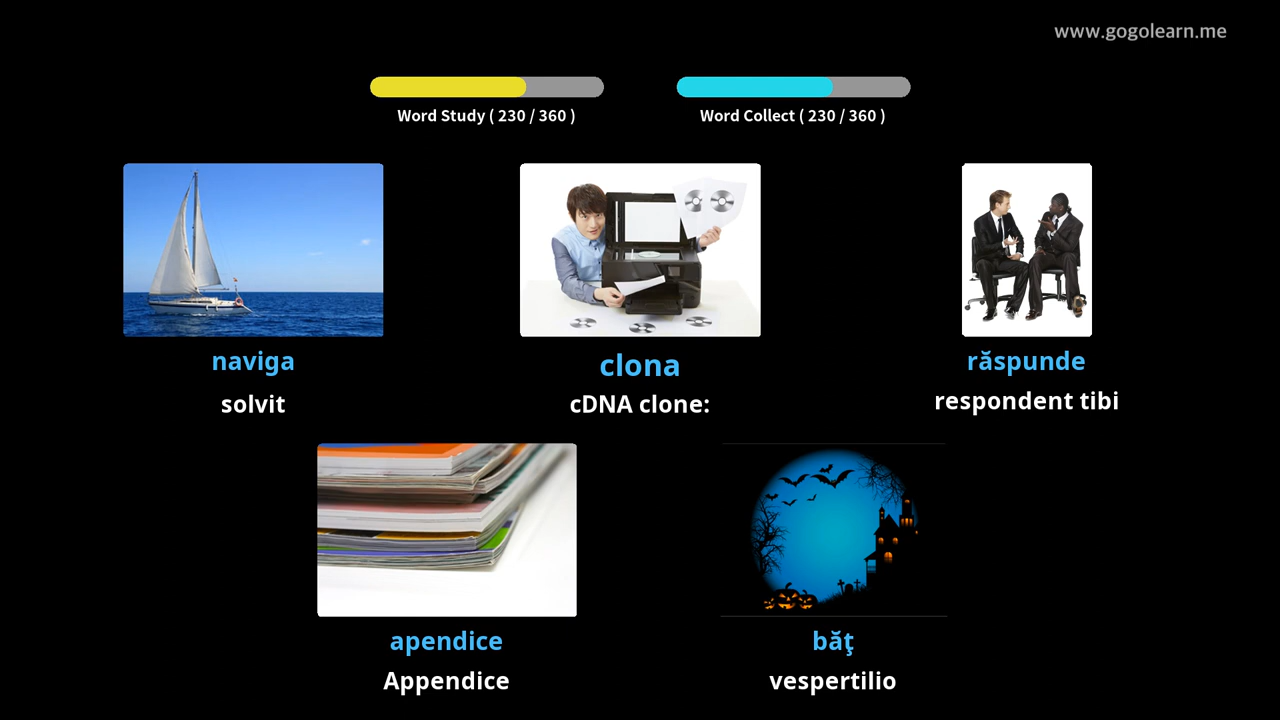 www.gogolearn.me
Word Study ( 230 / 360 )
Word Collect ( 230 / 360 )
naviga
clona
răspunde
solvit
cDNA clone:
respondent tibi
apendice
băţ
Appendice
vespertilio